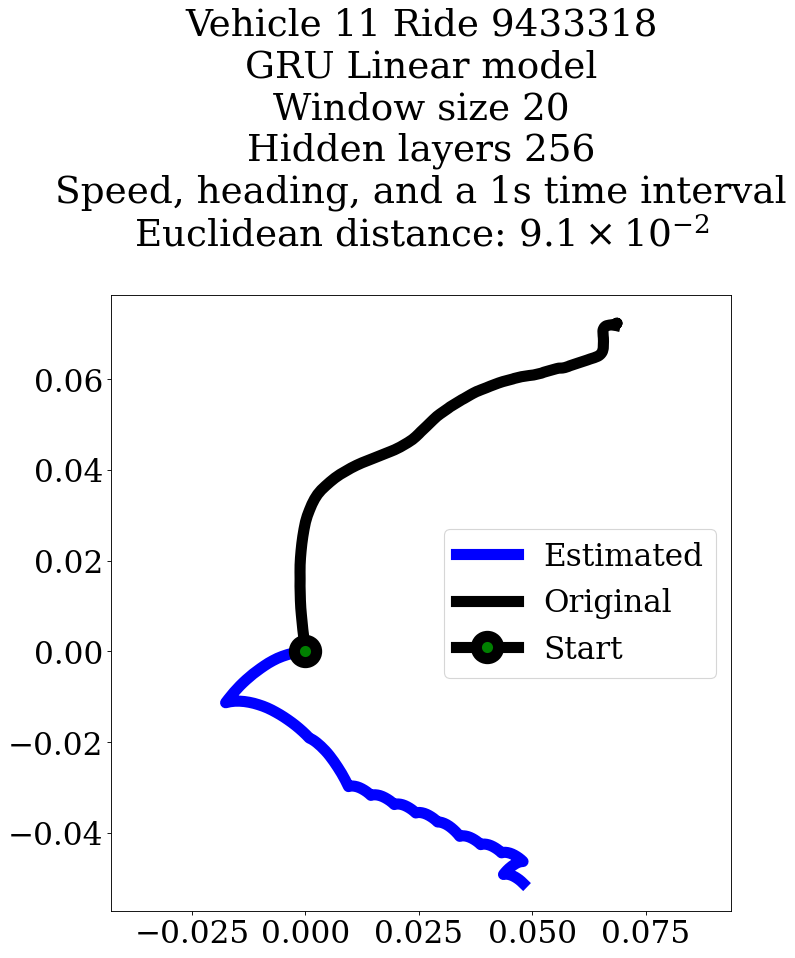 Vehicle 11 Ride 9433318
GRU Linear model
Window size 20
Hidden layers 256
Speed, heading, and a 1s time interval
Euclidean distance: 9.1 × 10⁻²
0.06
0.04
0.02
0.00
−0.02
−0.04
Estimated
Original
Start
−0.025 0.000 0.025 0.050 0.075